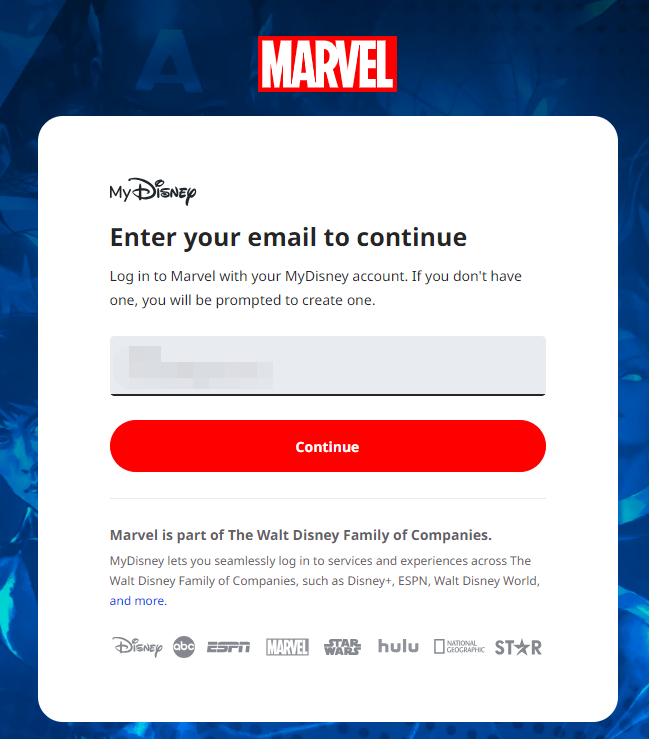 A
MARVEL
My Disney
Enter your email to continue
Log in to Marvel with your MyDisney account. If you don't have
one, you will be prompted to create one.
Continue
Marvel is part of The Walt Disney Family of Companies.
MyDisney lets you seamlessly log in to services and experiences across The
Walt Disney Family of Companies, such as Disney+, ESPN, Walt Disney World,
and more.
Disney abc ESPN MARVEL STAR WARS hulu NATIONAL GEOGRAPHIC STAR